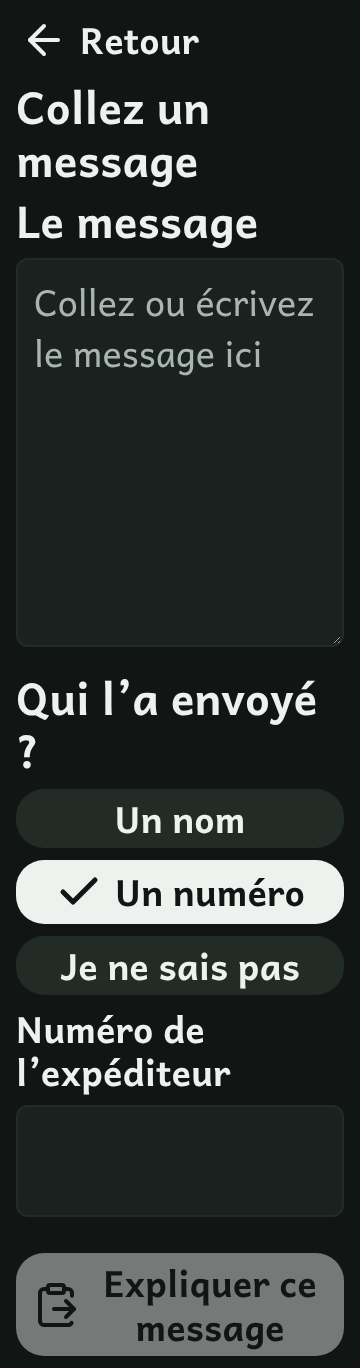 Retour
Collez un
message
Le message
Collez ou écrivez
le message ici
Qui l’a envoyé
?
Un nom
Un numéro
Je ne sais pas
Numéro de
l’expéditeur
Expliquer ce
message